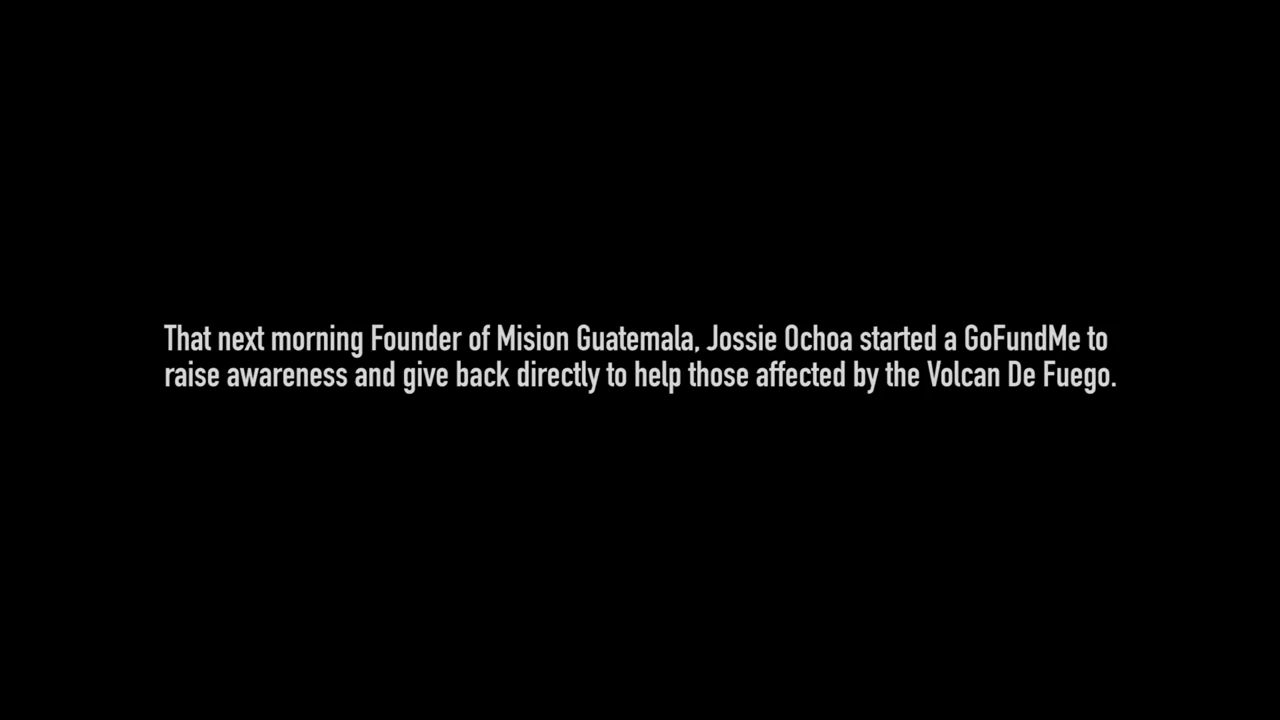 That next morning Founder of Mision Guatemala, Jossie Ochoa started a GoFundMe to
raise awareness and give back directly to help those affected by the Volcan De Fuego.